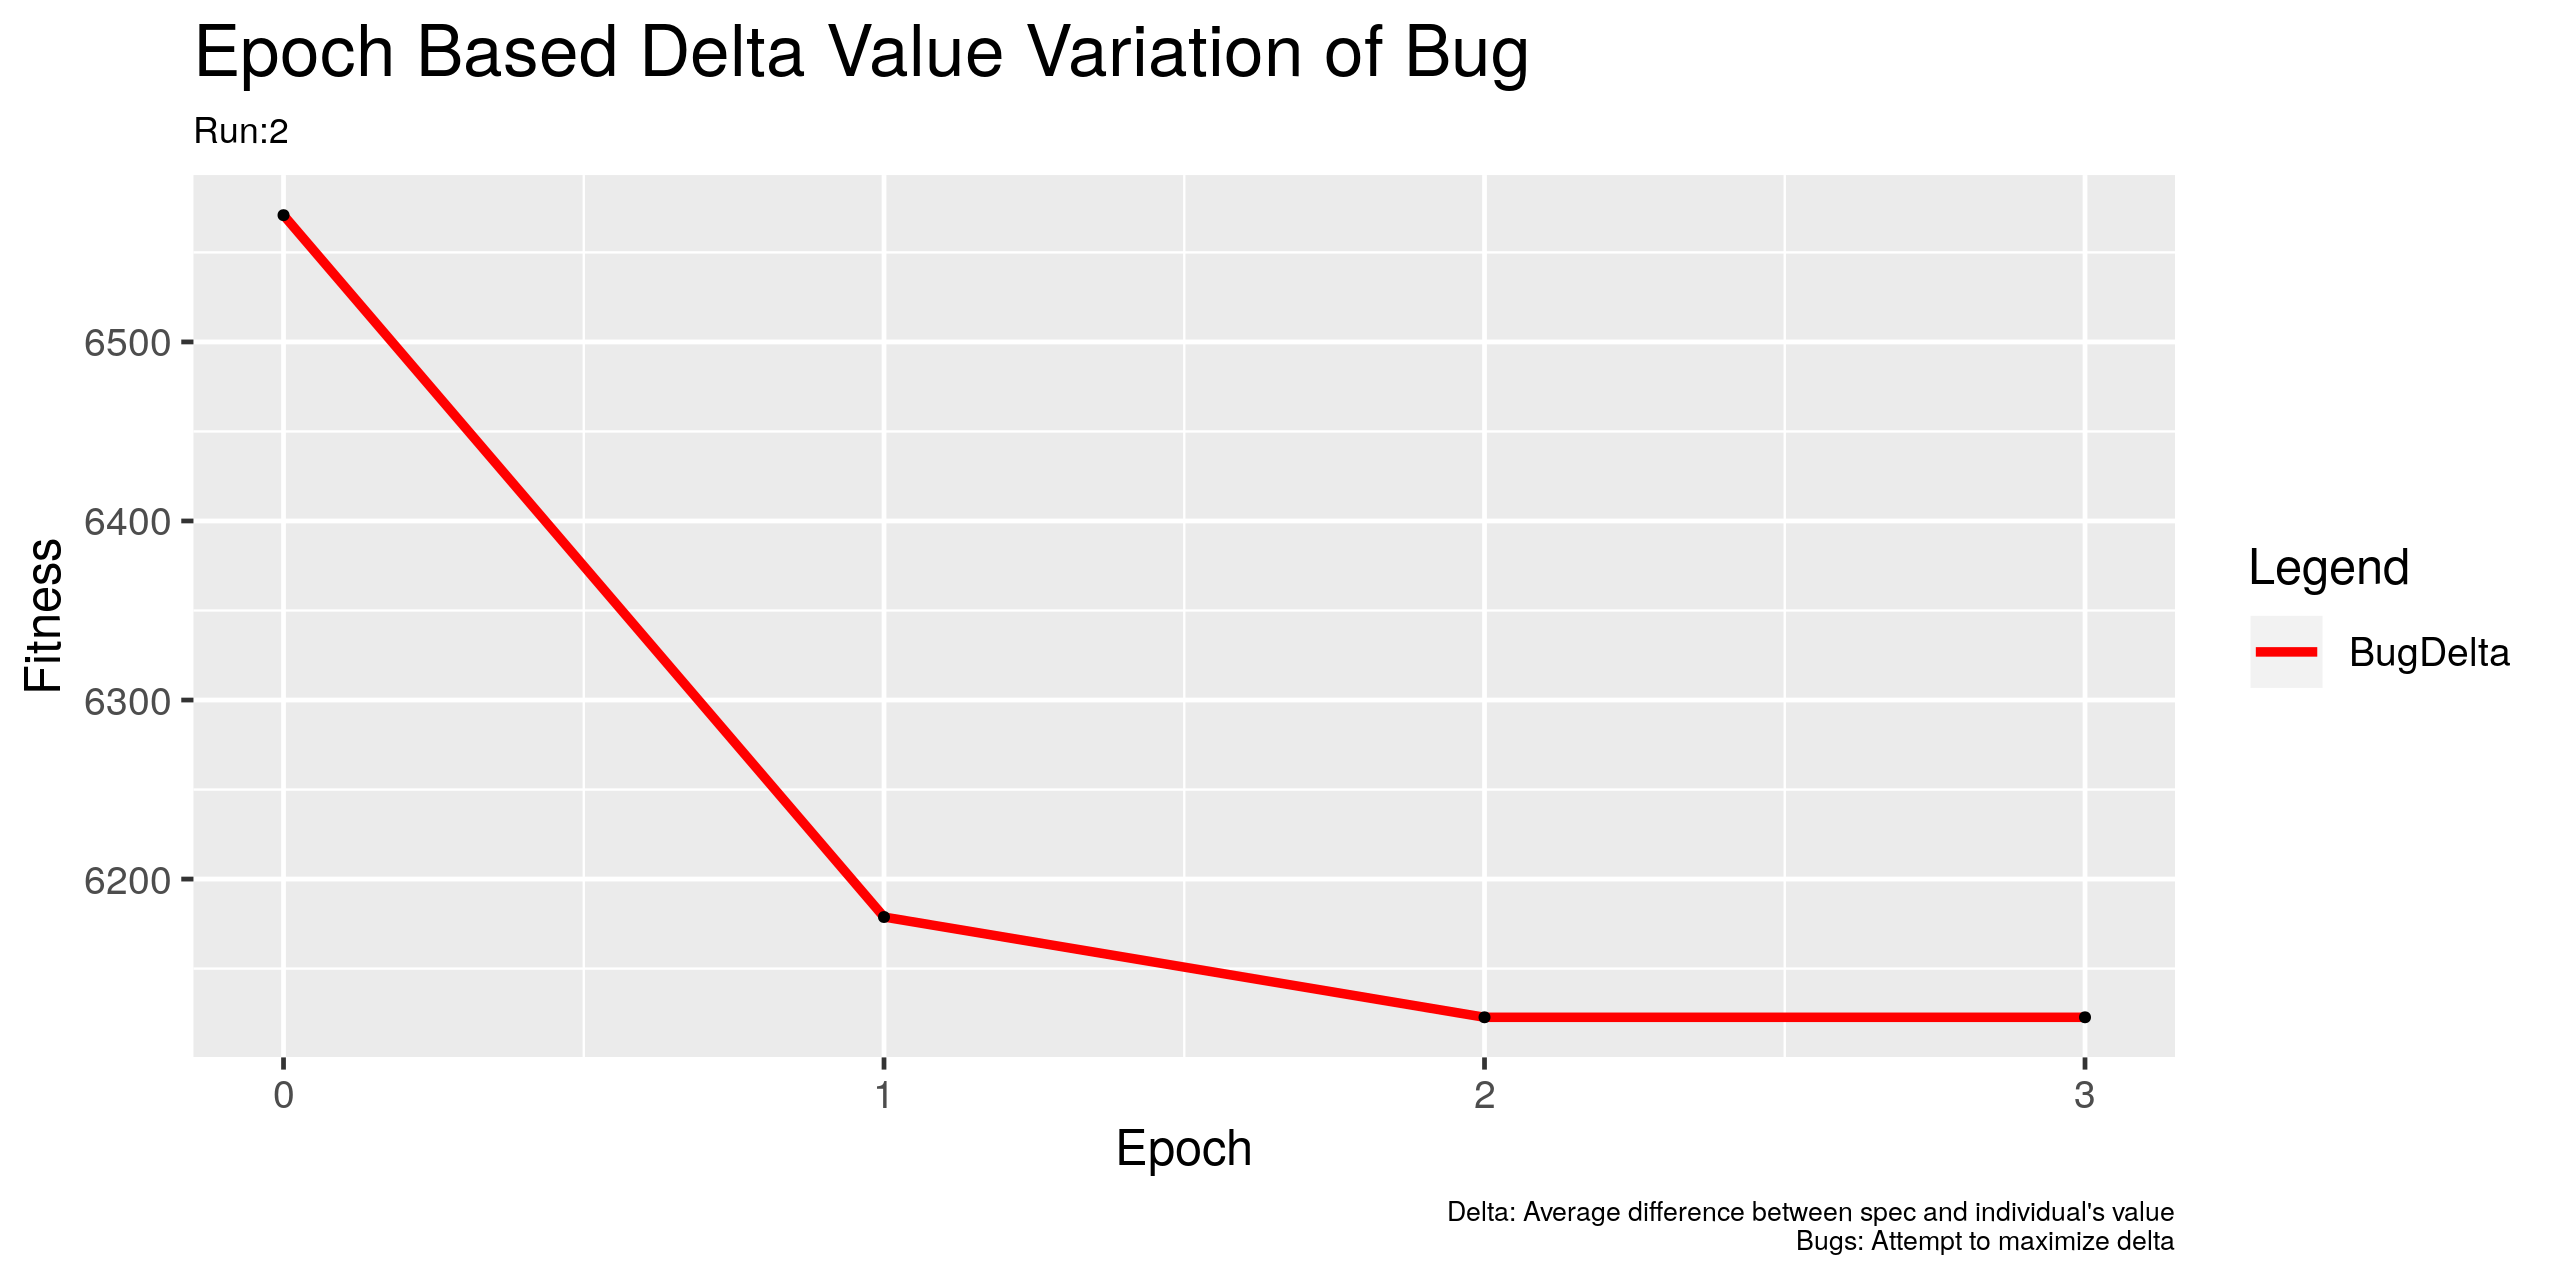 Epoch Based Delta Value Variation of Bug
Run:2
Fitness
6500
6400
6300
6200
0
1
2
3
Epoch
Legend
BugDelta
Delta: Average difference between spec and individual's value
Bugs: Attempt to maximize delta